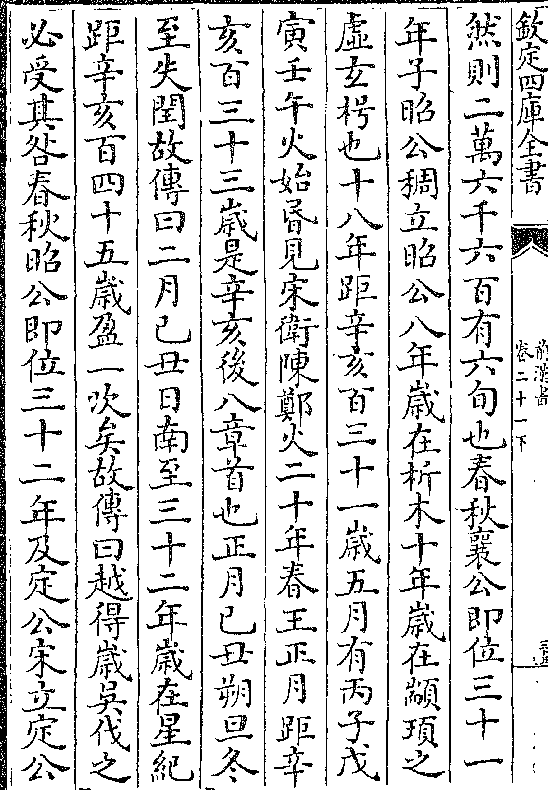 欽定四庫全書
前漢書
卷二十一下
然則二萬六千六百有六旬也春秋襄公即位三十一
年子昭公稠立昭公八年歲在析木十年歲在顓頊之
虛玄枵也十八年距辛亥百三十一歲五月有丙子戊
寅壬午火始昏見宋衛陳鄭火二十年春王正月距辛
亥百三十三歲是辛亥後八章首也正月己丑朔旦冬
至失閏故傳曰二月己丑日南至三十二年歲在星紀
距辛亥百四十五歲盈一次矣故傳曰越得歲吳伐之
必受其咎春秋昭公即位三十二年及定公宋立定公